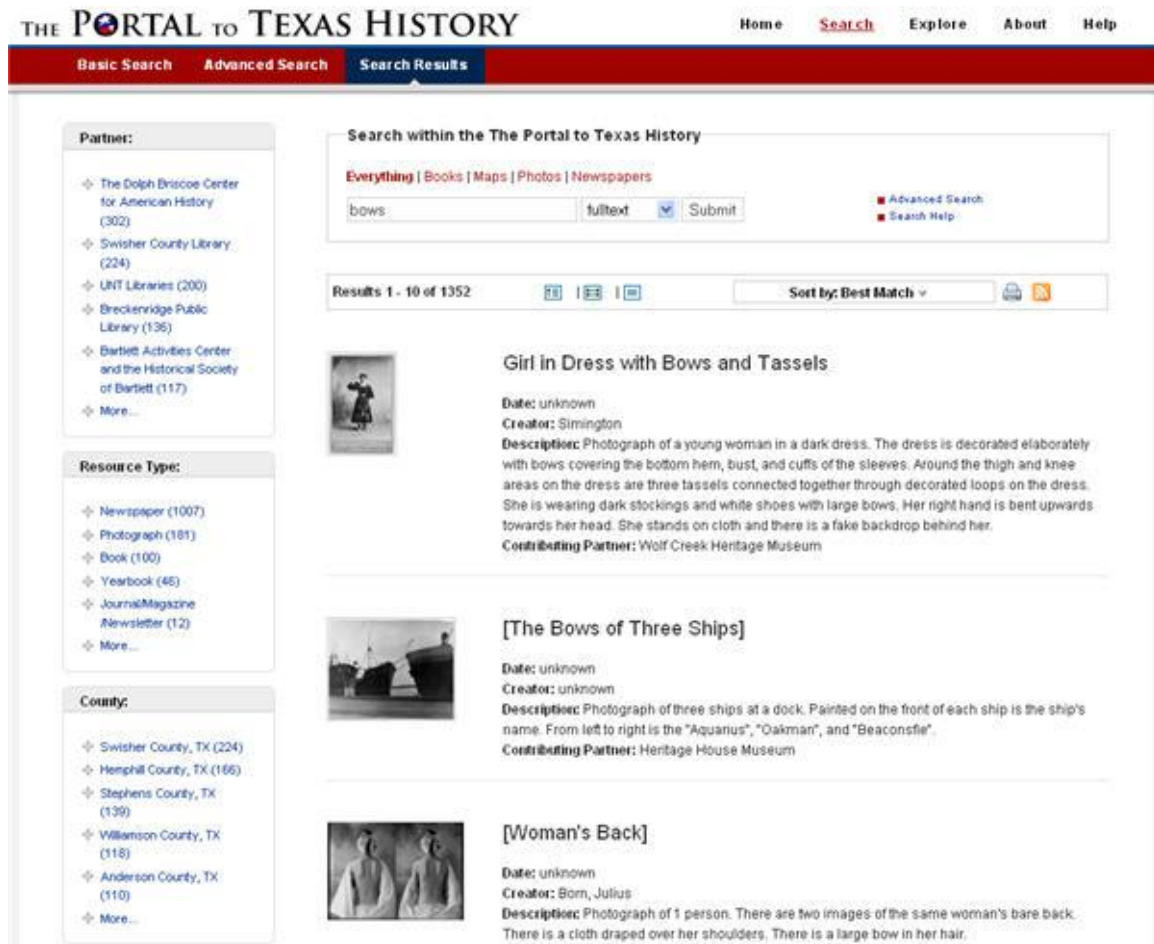 THE PORTAL TO TEXAS HISTORY
Home Search Explore About Help
Basic Search Advanced Search Search Results
Partner:
The Dolph Briscoe Center
for American History
(302)
Swisher County Library
(224)
UNT Libraries (200)
Breckenridge Public
Library (136)
Bartlett Activities Center
and the Historical Society
of Bartlett (117)
More...
Resource Type:
Newspaper (1007)
Photograph (181)
Book (100)
Yearbook (46)
Journal/Magazine
/Newsletter (12)
More...
County:
Swisher County, TX (224)
Hemphill County, TX (166)
Stephens County, TX
(139)
Williamson County, TX
(118)
Anderson County, TX
(110)
More...
Search within the The Portal to Texas History
Everything | Books | Maps | Photos | Newspapers
bows fulltext Submit
Advanced Search
Search Help
Results 1 - 10 of 1352 Sort by: Best Match
Girl in Dress with Bows and Tassels
Date: unknown
Creator: Simington
Description: Photograph of a young woman in a dark dress. The dress is decorated elaborately
with bows covering the bottom hem, bust, and cuffs of the sleeves. Around the thigh and knee
areas on the dress are three tassels connected together through decorated loops on the dress.
She is wearing dark stockings and white shoes with large bows. Her right hand is bent upwards
towards her head. She stands on cloth and there is a fake backdrop behind her.
Contributing Partner: Wolf Creek Heritage Museum
[The Bows of Three Ships]
Date: unknown
Creator: unknown
Description: Photograph of three ships at a dock. Painted on the front of each ship is the ship's
name. From left to right is the "Aquarius", "Oakman", and "Beaconsfie".
Contributing Partner: Heritage House Museum
[Woman's Back]
Date: unknown
Creator: Born, Julius
Description: Photograph of 1 person. There are two images of the same woman's bare back.
There is a cloth draped over her shoulders. There is a large bow in her hair.